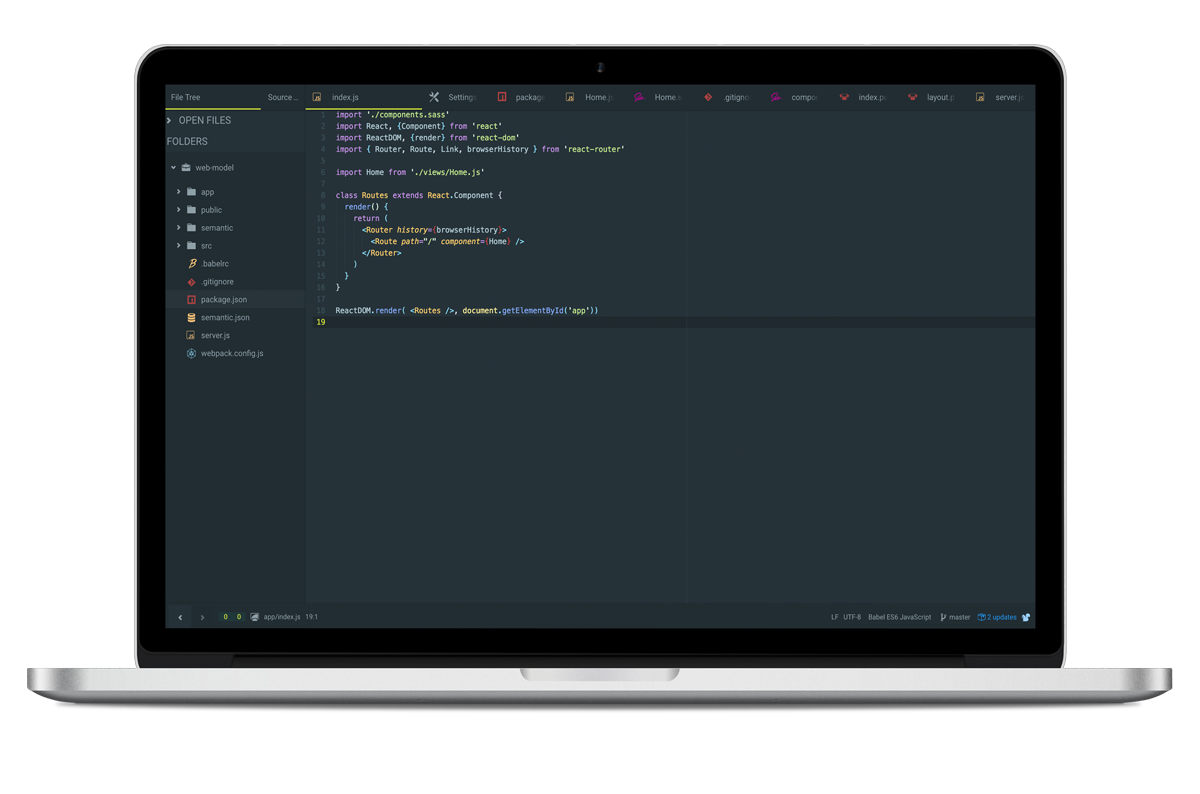 File Tree Source... index.js Settings package Home.js Home.s .gitign compo index.pu layout.p server.js
OPEN FILES
FOLDERS
web-model
app
public
semantic
src
.babelrc
.gitignore
package.json
semantic.json
server.js
webpack.config.js
1 import './components.sass'
2 import React, {Component} from 'react'
3 import ReactDOM, {render} from 'react-dom'
4 import { Router, Route, Link, browserHistory } from 'react-router'
5
6 import Home from './views/Home.js'
7
8 class Routes extends React.Component {
9 render() {
10 return (
11 <Router history={browserHistory}>
12 <Route path="/" component={Home} />
13 </Router>
14 )
15 }
16 }
17
18 ReactDOM.render( <Routes />, document.getElementById('app'))
19
0 0 app/index.js 19:1 LF UTF-8 Babel ES6 JavaScript master 2 updates